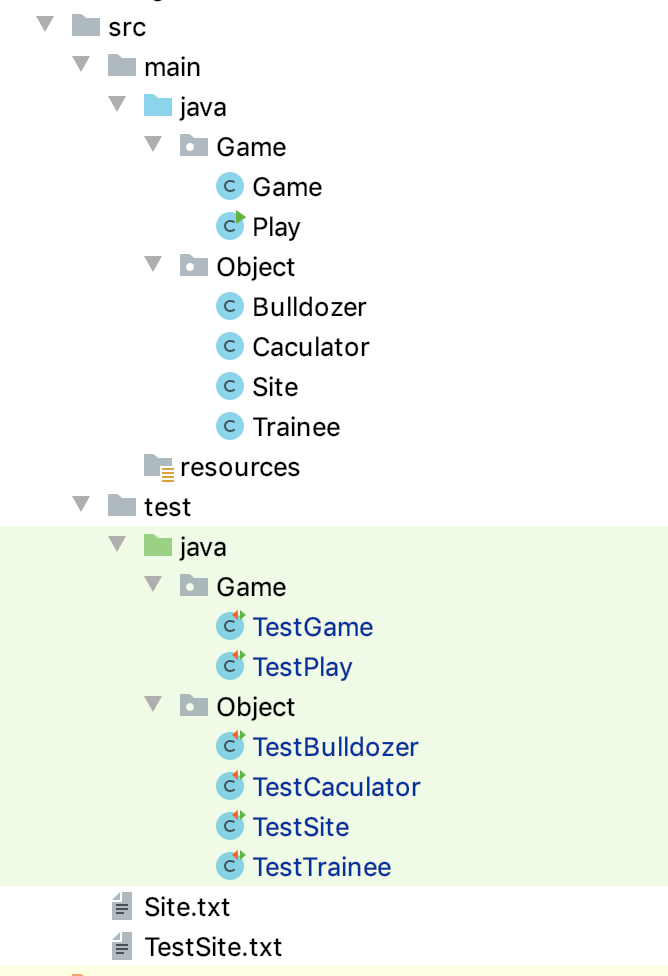 src
main
java
Game
Game
Play
Object
Bulldozer
Caculator
Site
Trainee
resources
test
java
Game
TestGame
TestPlay
Object
TestBulldozer
TestCaculator
TestSite
TestTrainee
Site.txt
TestSite.txt